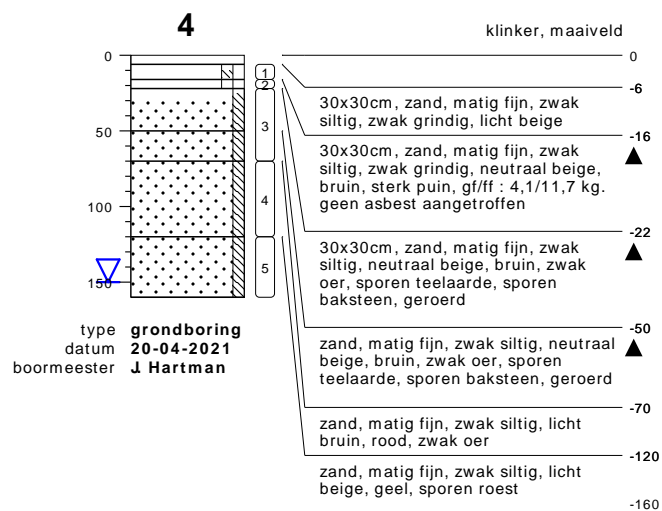 4
klinker, maaiveld
0
0
-6
1
2
30x30cm, zand, matig fijn, zwak
siltig, zwak grindig, licht beige
-16
50
3
30x30cm, zand, matig fijn, zwak
siltig, zwak grindig, neutraal beige,
bruin, sterk puin, gf/ff : 4,1/11,7 kg.
geen asbest aangetroffen
100
4
-22
30x30cm, zand, matig fijn, zwak
siltig, neutraal beige, bruin, zwak
oer, sporen teelaarde, sporen
baksteen, geroerd
5
150
-50
type grondboring
datum 20-04-2021
boormeester J. Hartman
zand, matig fijn, zwak siltig, neutraal
beige, bruin, zwak oer, sporen
teelaarde, sporen baksteen, geroerd
-70
zand, matig fijn, zwak siltig, licht
bruin, rood, zwak oer
-120
zand, matig fijn, zwak siltig, licht
beige, geel, sporen roest
-160